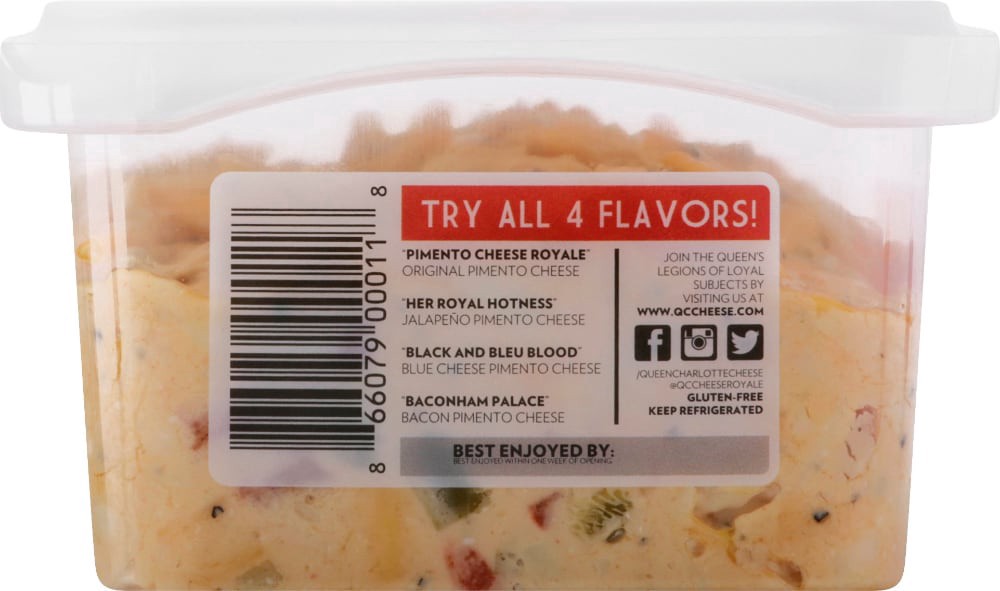 TRY ALL 4 FLAVORS!
"PIMENTO CHEESE ROYALE"
ORIGINAL PIMENTO CHEESE
"HER ROYAL HOTNESS"
JALAPEÑO PIMENTO CHEESE
"BLACK AND BLEU BLOOD"
BLUE CHEESE PIMENTO CHEESE
"BACONHAM PALACE"
BACON PIMENTO CHEESE
JOIN THE QUEEN'S
LEGIONS OF LOYAL
SUBJECTS BY
VISITING US AT
WWW.QCCHEESE.COM
/QUEENCHARLOTTECHEESE
@QCCHEESEROYALE
GLUTEN-FREE
KEEP REFRIGERATED
BEST ENJOYED BY:
BEST ENJOYED WITHIN ONE WEEK OF OPENING
8 66079 00011 8